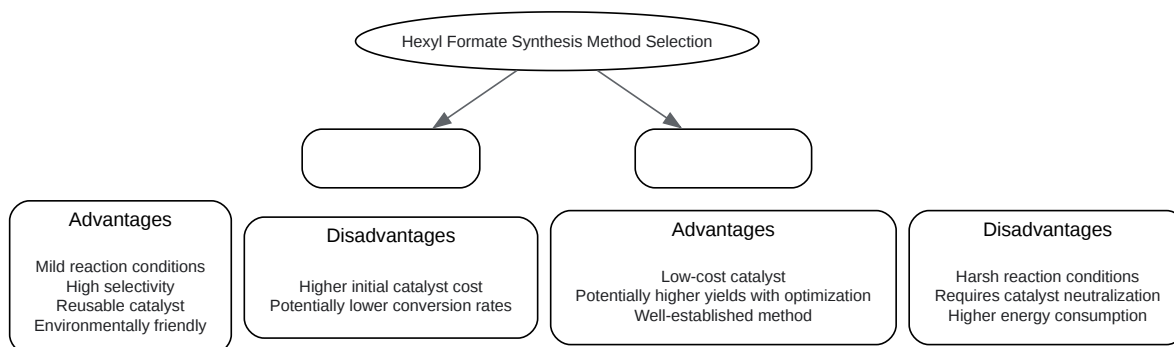 Hexyl Formate Synthesis Method Selection
Advantages
Mild reaction conditions
High selectivity
Reusable catalyst
Environmentally friendly
Disadvantages
Higher initial catalyst cost
Potentially lower conversion rates
Advantages
Low-cost catalyst
Potentially higher yields with optimization
Well-established method
Disadvantages
Harsh reaction conditions
Requires catalyst neutralization
Higher energy consumption